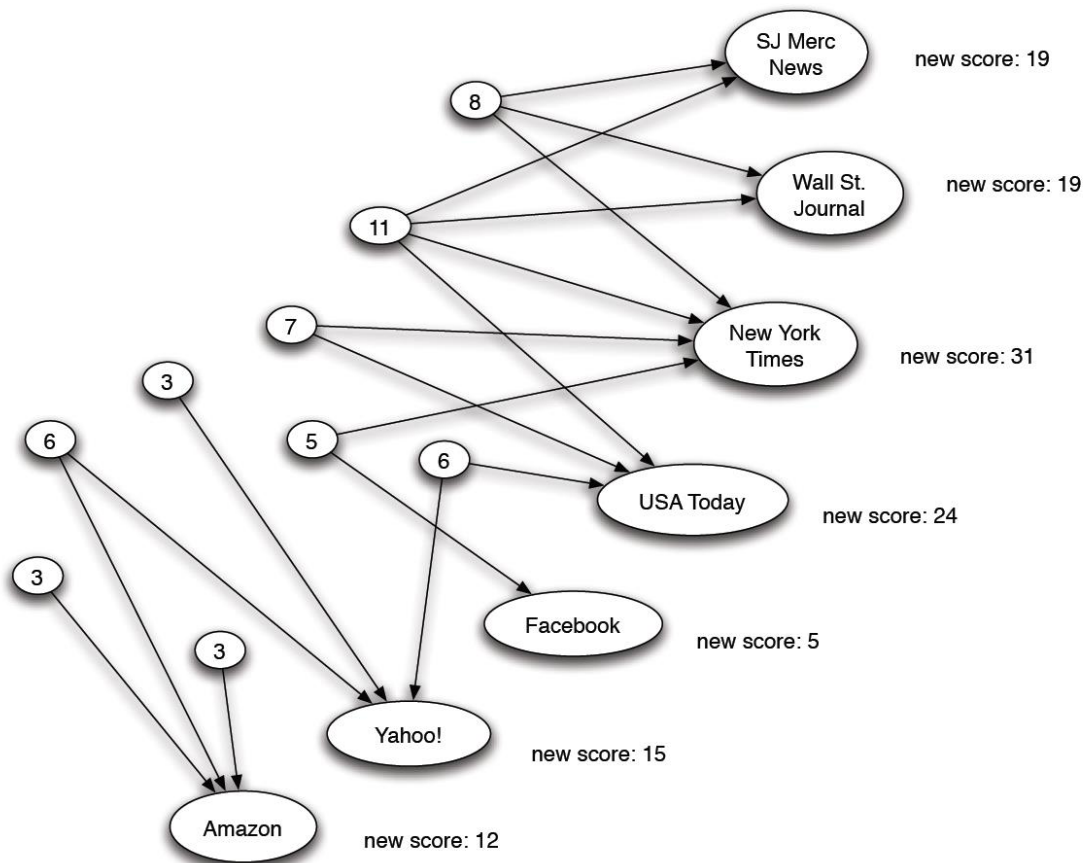 SJ Merc
News
new score: 19
8
Wall St.
Journal
new score: 19
11
7
New York
Times
new score: 31
3
6
5
6
USA Today
new score: 24
3
Facebook
new score: 5
3
Yahoo!
new score: 15
Amazon
new score: 12